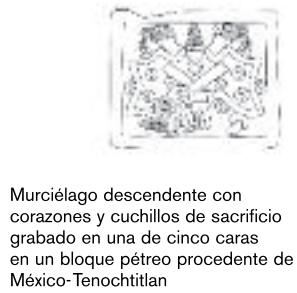 Murciélago descendente con
corazones y cuchillos de sacrificio
grabado en una de cinco caras
en un bloque pétreo procedente de
México-Tenochtitlan